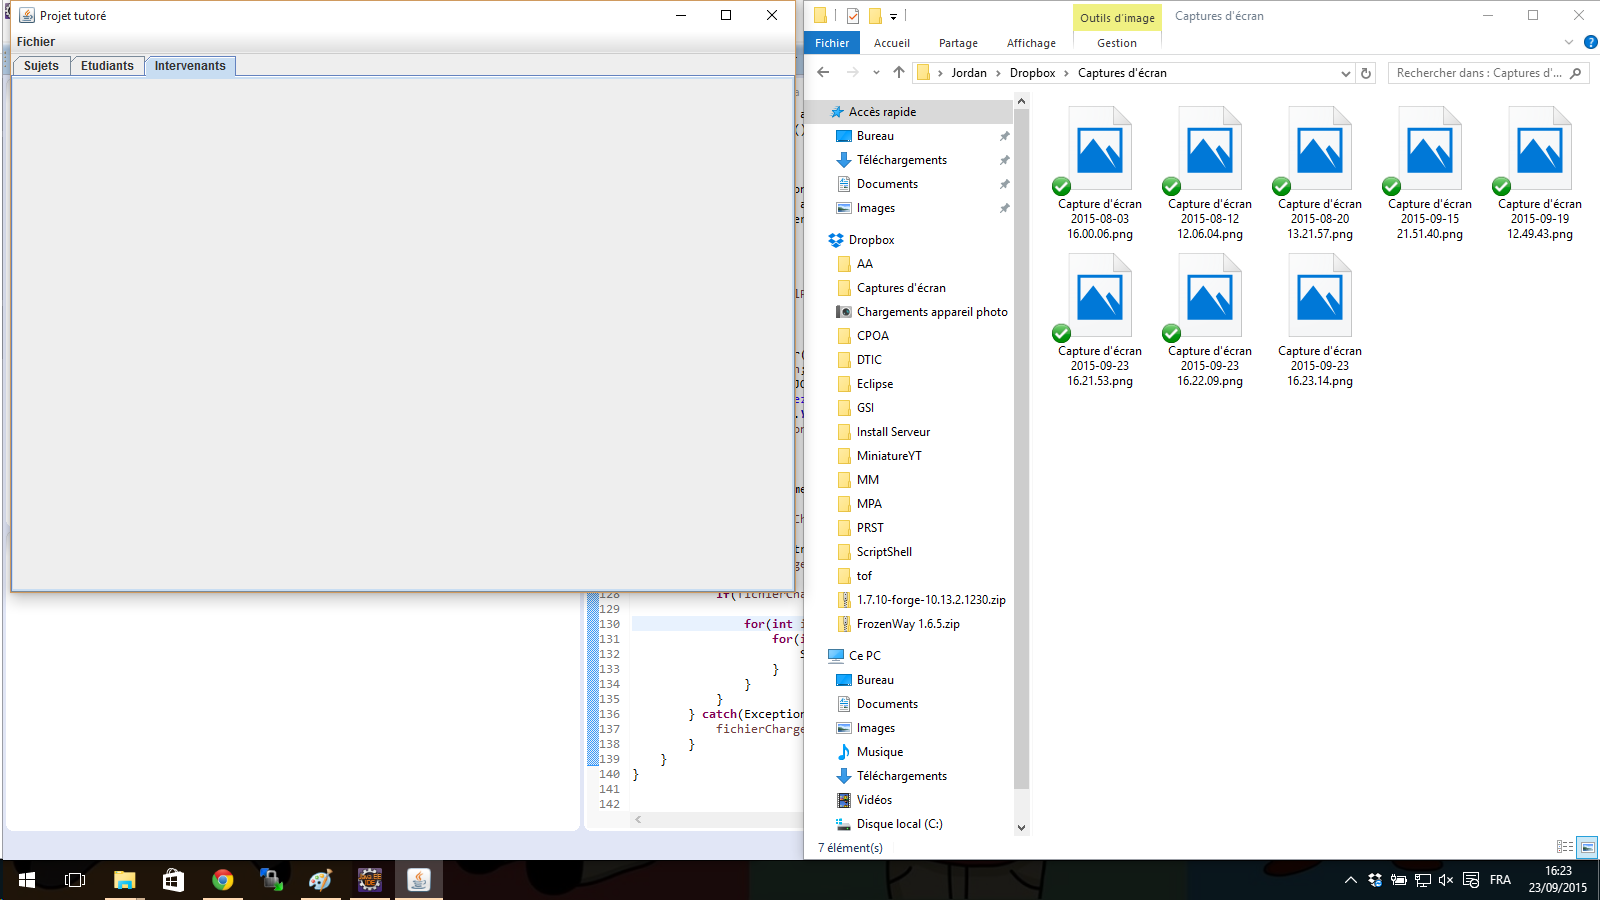 Projet tutoré
Fichier
Sujets
Etudiants
Intervenants
128
if(fichierCha
129
130
for(int i
131
for(i
132
S
133
}
134
}
135
}
136
} catch(Exception
137
fichierCharge
138
}
139
}
140
}
141
142
Outils d'image
Captures d'écran
Fichier
Accueil
Partage
Affichage
Gestion
Jordan
Dropbox
Captures d'écran
Rechercher dans : Captures d'...
Accès rapide
Bureau
Téléchargements
Documents
Images
Dropbox
AA
Captures d'écran
Chargements appareil photo
CPOA
DTIC
Eclipse
GSI
Install Serveur
MiniatureYT
MM
MPA
PRST
ScriptShell
tof
1.7.10-forge-10.13.2.1230.zip
FrozenWay 1.6.5.zip
Ce PC
Bureau
Documents
Images
Musique
Téléchargements
Vidéos
Disque local (C:)
7 élément(s)
Capture d'écran
2015-08-03
16.00.06.png
Capture d'écran
2015-08-12
12.06.04.png
Capture d'écran
2015-08-20
13.21.57.png
Capture d'écran
2015-09-15
21.51.40.png
Capture d'écran
2015-09-19
12.49.43.png
Capture d'écran
2015-09-23
16.21.53.png
Capture d'écran
2015-09-23
16.22.09.png
Capture d'écran
2015-09-23
16.23.14.png
Java EE
IDE
FRA
16:23
23/09/2015